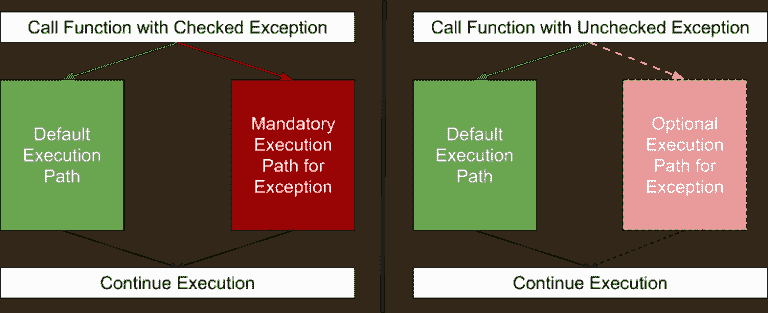 Call Function with Checked Exception
Default
Execution
Path
Mandatory
Execution
Path for
Exception
Continue Execution
Call Function with Unchecked Exception
Default
Execution
Path
Optional
Execution
Path for
Exception
Continue Execution